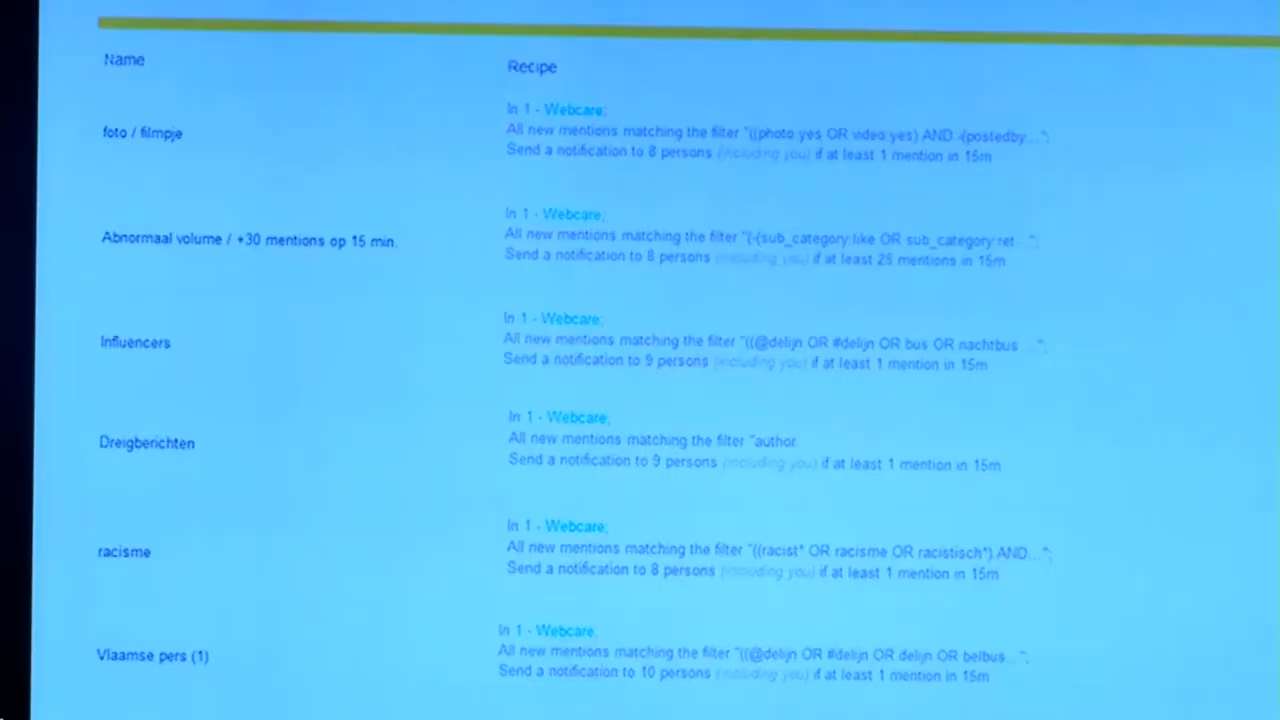 Name
Recipe
foto / filmpje
In 1 - Webcare;
All new mentions matching the filter "((photo:yes OR video:yes) AND -(postedby...";
Send a notification to 8 persons (including you) if at least 1 mention in 15m
Abnormaal volume / +30 mentions op 15 min.
In 1 - Webcare;
All new mentions matching the filter "(-(sub_category:like OR sub_category:ret...";
Send a notification to 8 persons (including you) if at least 25 mentions in 15m
Influencers
In 1 - Webcare;
All new mentions matching the filter "((@delijn OR #delijn OR bus OR nachtbus ...";
Send a notification to 9 persons (including you) if at least 1 mention in 15m
Dreigberichten
In 1 - Webcare;
All new mentions matching the filter "author
Send a notification to 9 persons (including you) if at least 1 mention in 15m
racisme
In 1 - Webcare;
All new mentions matching the filter "((racist* OR racisme OR racistisch*) AND...";
Send a notification to 8 persons (including you) if at least 1 mention in 15m
Vlaamse pers (1)
In 1 - Webcare;
All new mentions matching the filter "((@delijn OR #delijn OR delijn OR belbus...";
Send a notification to 10 persons (including you) if at least 1 mention in 15m